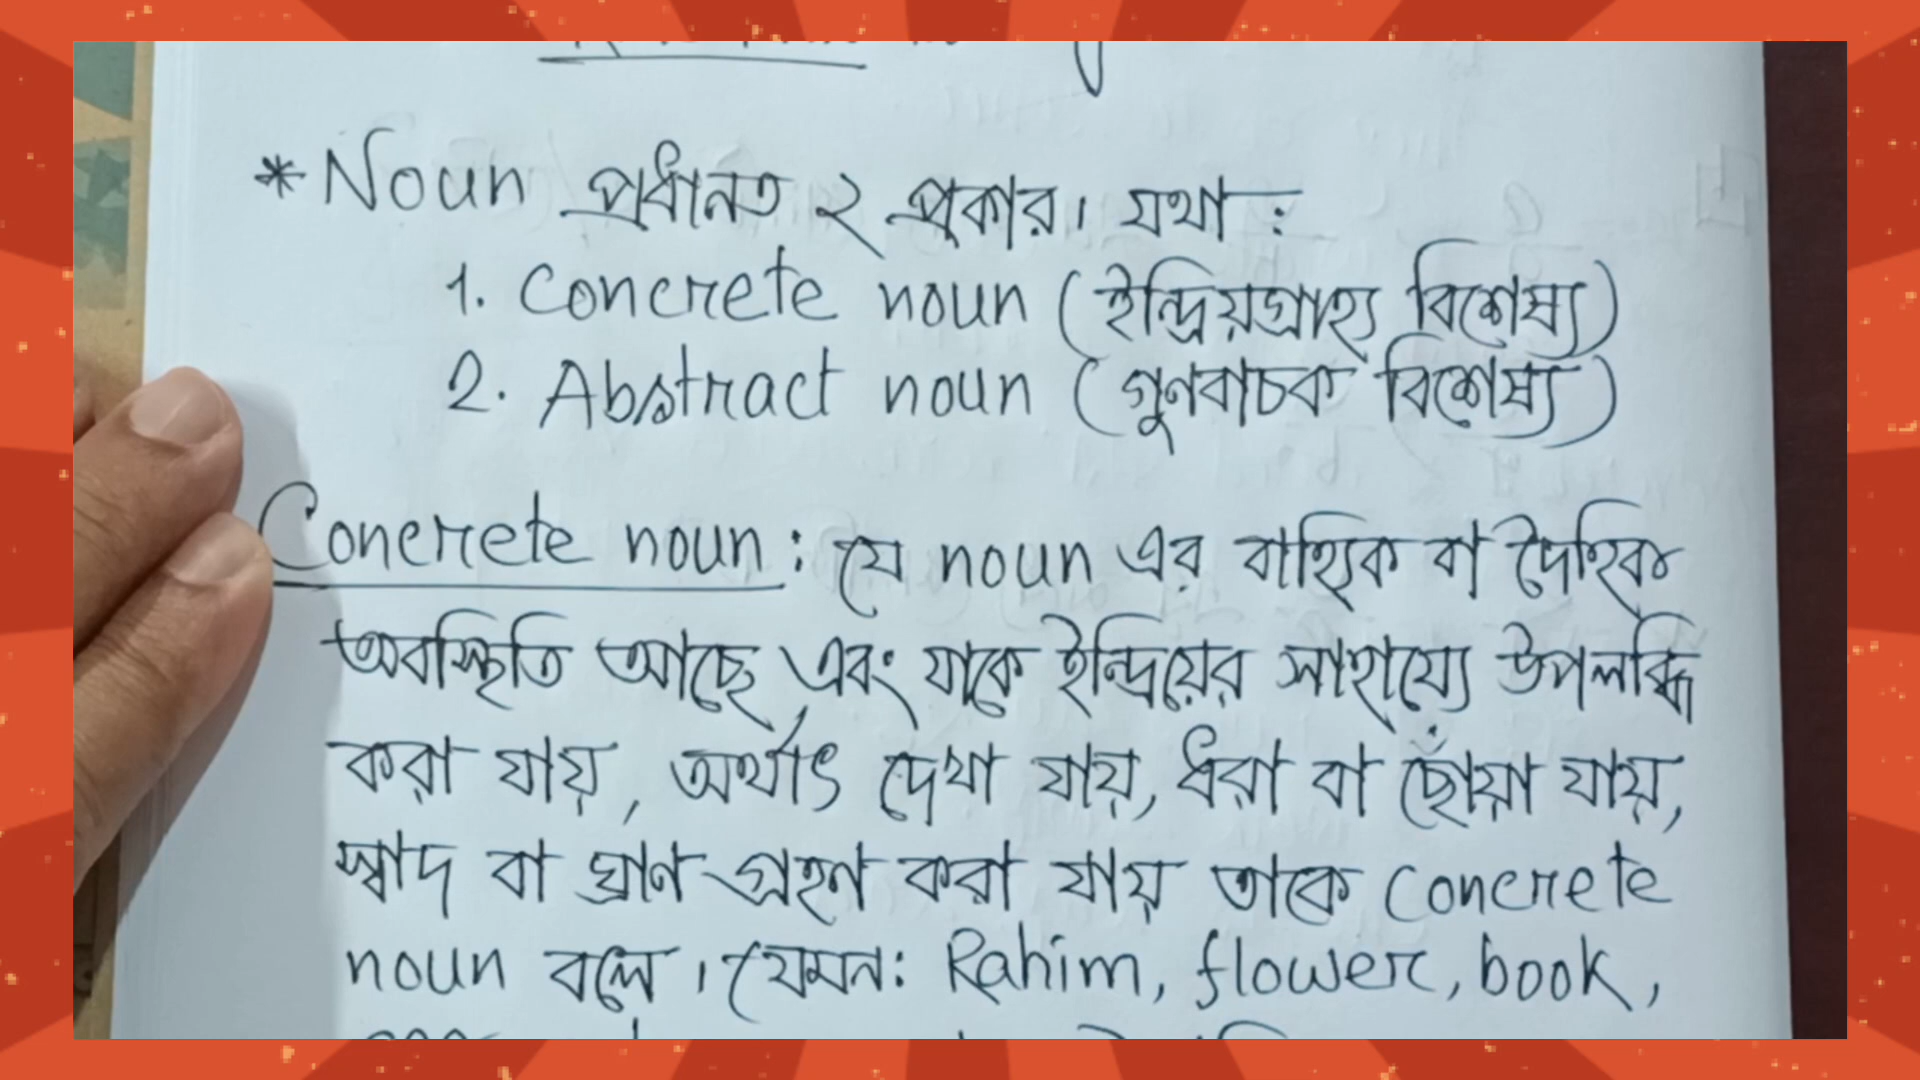 * Noun প্রধানত ২ প্রকার। যথা :
1. Concrete noun (ইন্দ্রিয়গ্রাহ্য বিশেষ্য)
2. Abstract noun (গুণবাচক বিশেষ্য)
Concrete noun : যে noun এর বাহ্যিক বা দৈহিক
অবস্থিতি আছে এবং যাকে ইন্দ্রিয়ের সাহায্যে উপলব্ধি
করা যায়, অর্থাৎ দেখা যায়, ধরা বা ছোঁয়া যায়,
স্বাদ বা ঘ্রাণ গ্রহণ করা যায় তাকে concrete
noun বলে। যেমন: Rahim, flower, book,